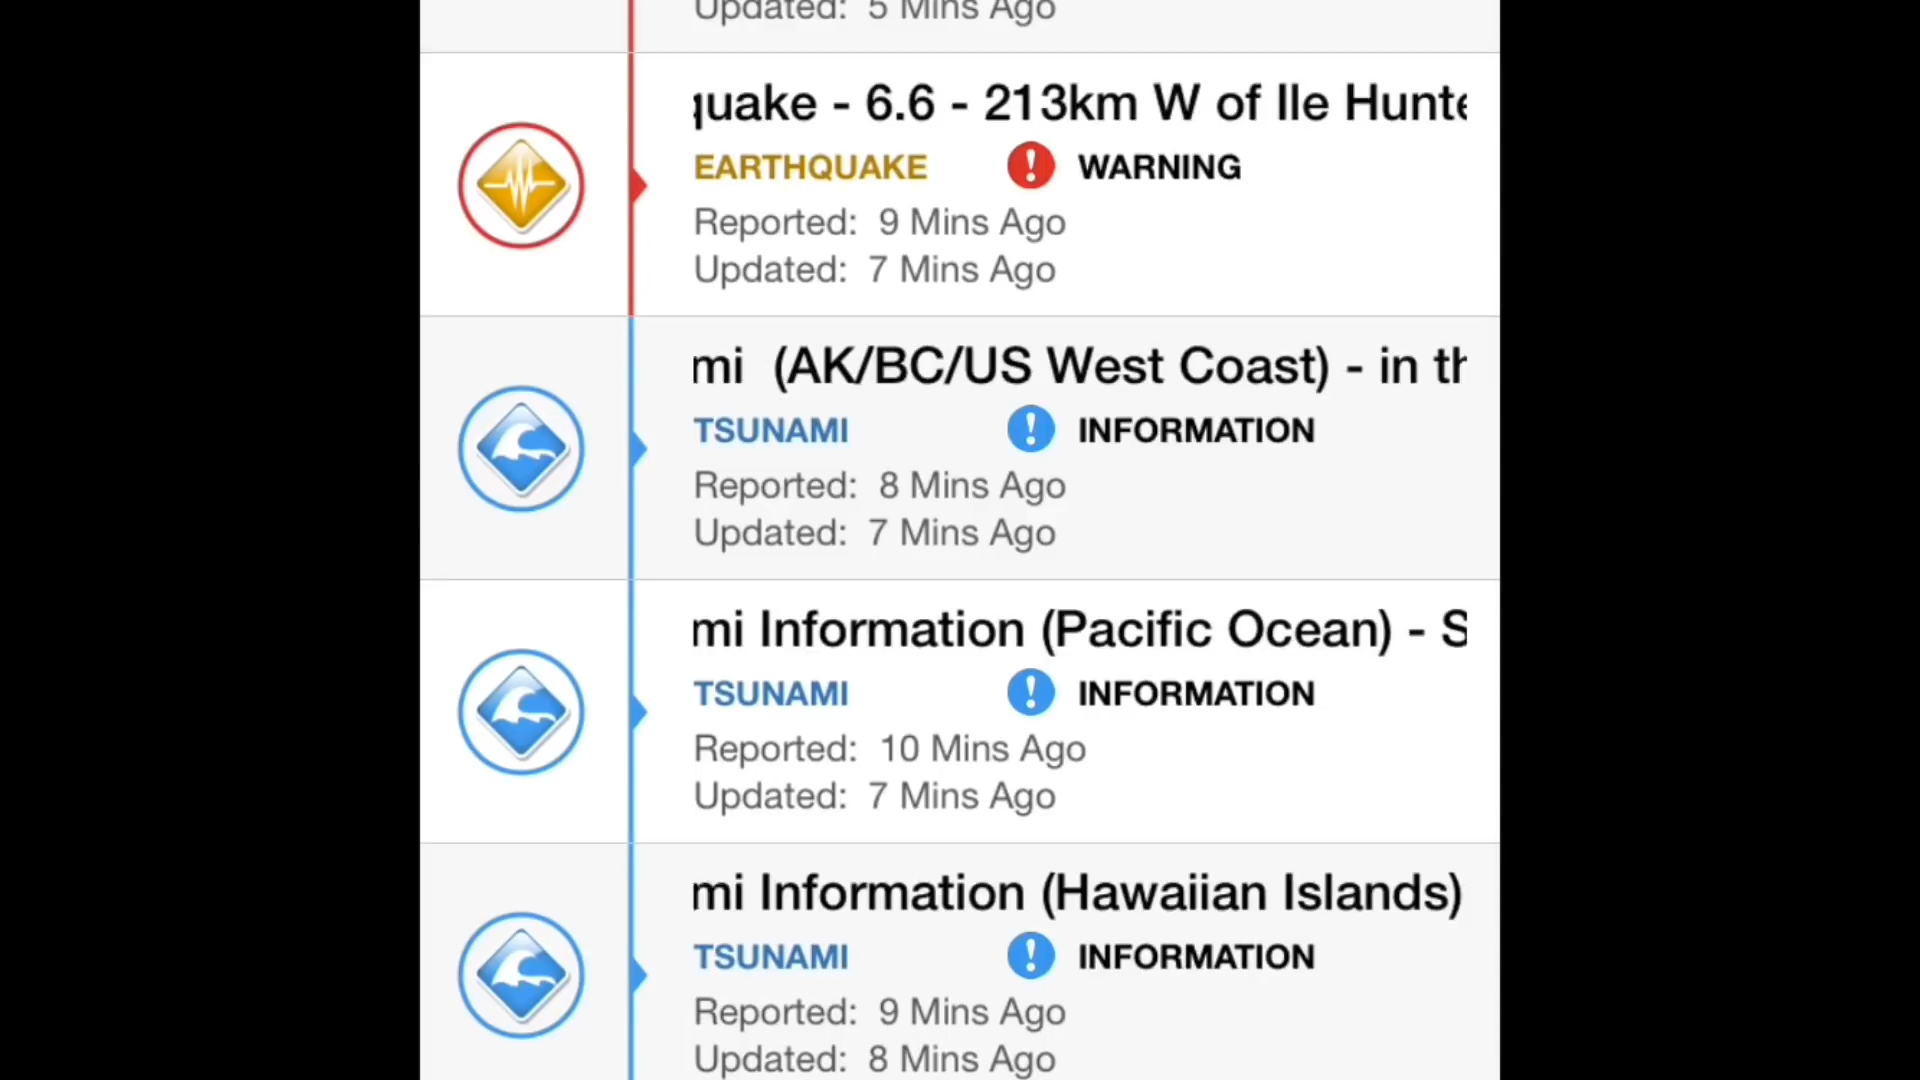 Updated: 5 Mins Ago
quake - 6.6 - 213km W of Ile Hunte
EARTHQUAKE ! WARNING
Reported: 9 Mins Ago
Updated: 7 Mins Ago
mi (AK/BC/US West Coast) - in th
TSUNAMI ! INFORMATION
Reported: 8 Mins Ago
Updated: 7 Mins Ago
mi Information (Pacific Ocean) - S
TSUNAMI ! INFORMATION
Reported: 10 Mins Ago
Updated: 7 Mins Ago
mi Information (Hawaiian Islands)
TSUNAMI ! INFORMATION
Reported: 9 Mins Ago
Updated: 8 Mins Ago